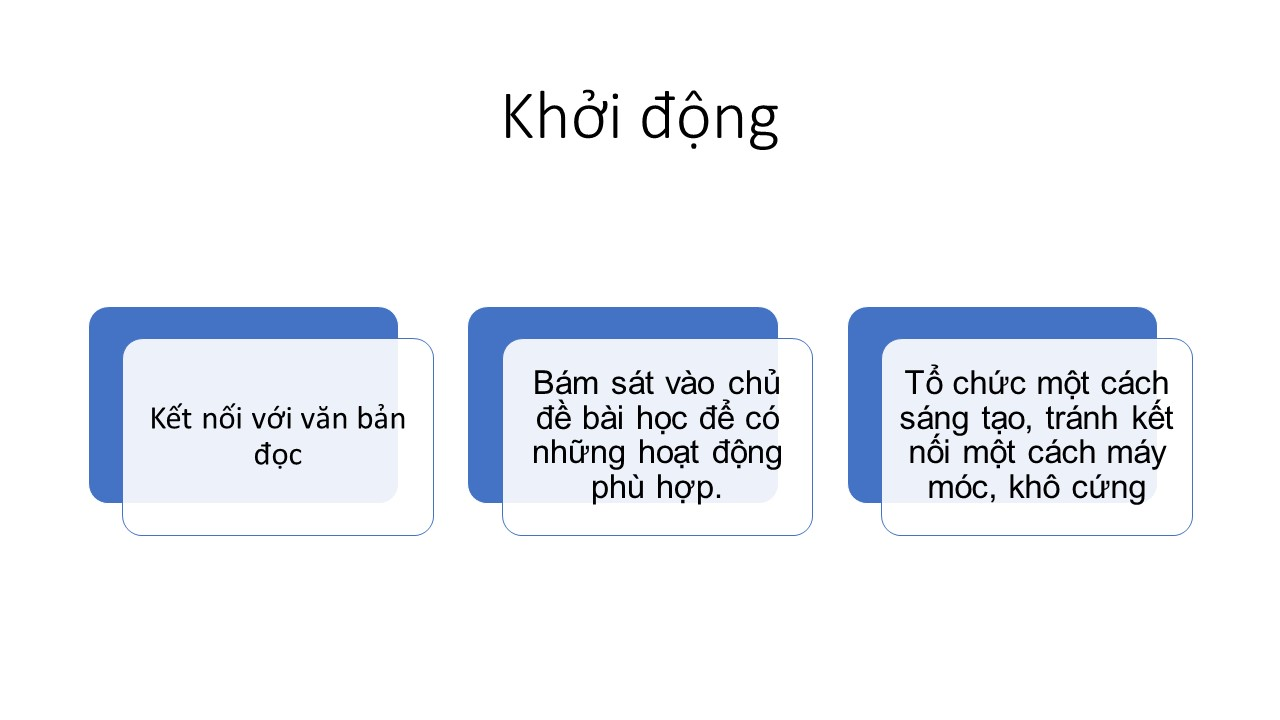 Khởi động
Kết nối với văn bản
đọc
Bám sát vào chủ
đề bài học để có
những hoạt động
phù hợp.
Tổ chức một cách
sáng tạo, tránh kết
nối một cách máy
móc, khô cứng